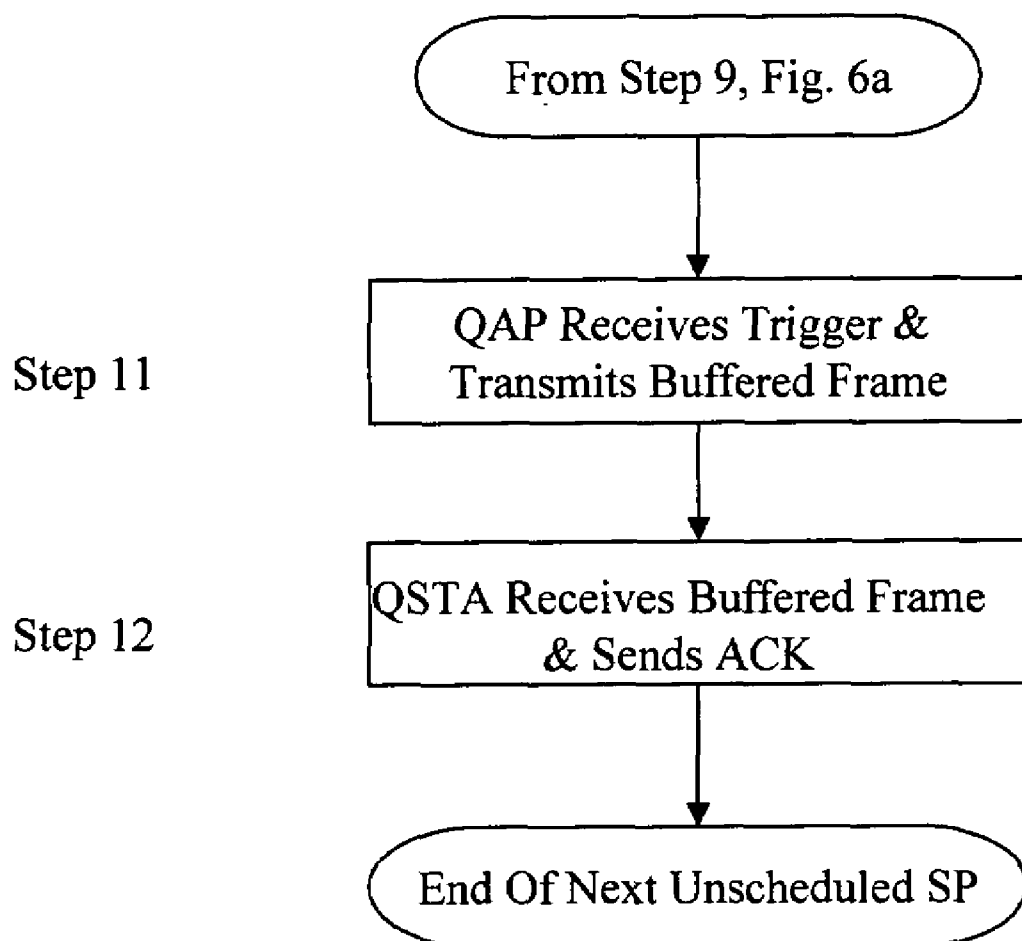 From Step 9, Fig. 6a
Step 11
QAP Receives Trigger &
Transmits Buffered Frame
Step 12
QSTA Receives Buffered Frame
& Sends ACK
End Of Next Unscheduled SP